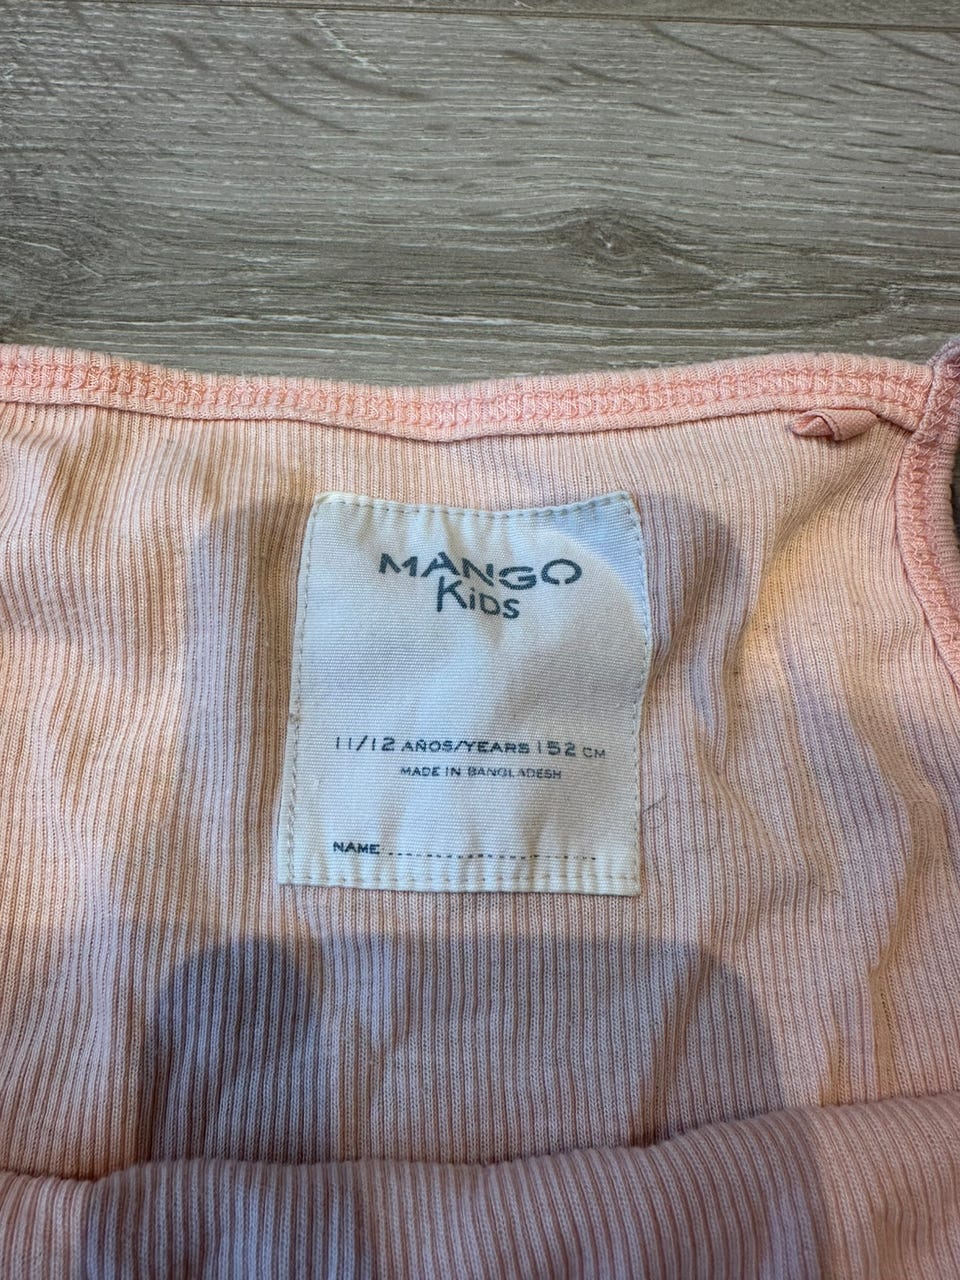 MANGO
KiDS
11/12 AÑOS/YEARS 152 CM
MADE IN BANGLADESH
NAME